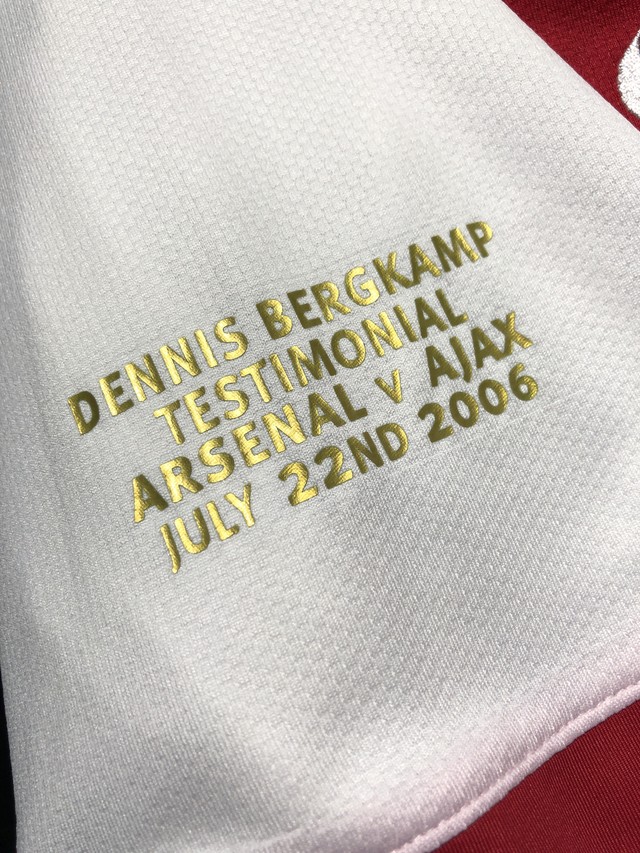 DENNIS BERGKAMP
TESTIMONIAL
ARSENAL v AJAX
JULY 22ND 2006